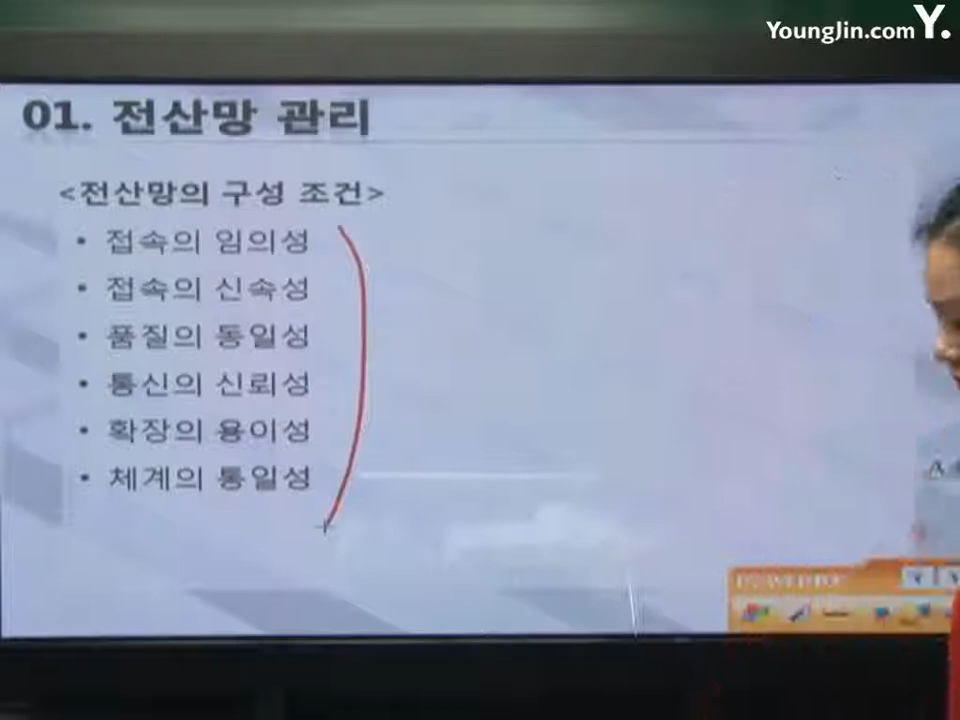 YoungJin.com Y.
01. 전산망 관리
<전산망의 구성 조건>
• 접속의 임의성
• 접속의 신속성
• 품질의 동일성
• 통신의 신뢰성
• 확장의 용이성
• 체계의 통일성